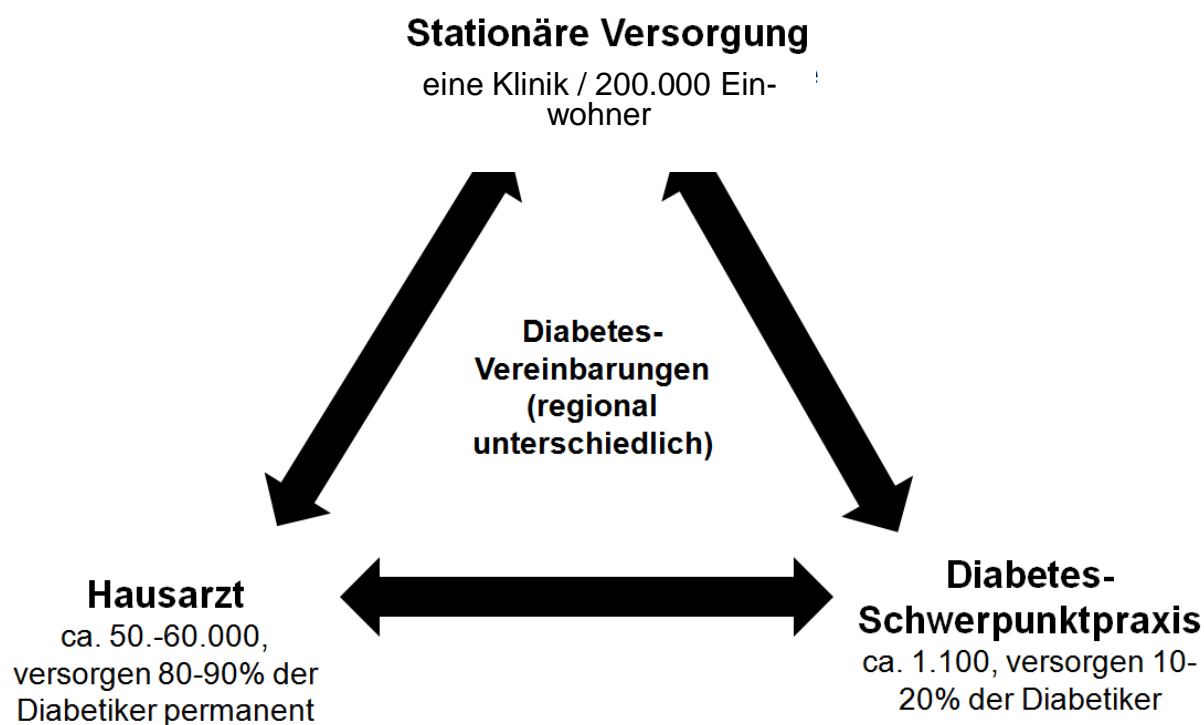 Stationäre Versorgung
eine Klinik / 200.000 Ein-
wohner
Diabetes-
Vereinbarungen
(regional
unterschiedlich)
Hausarzt
ca. 50.-60.000,
versorgen 80-90% der
Diabetiker permanent
Diabetes-
Schwerpunktpraxis
ca. 1.100, versorgen 10-
20% der Diabetiker